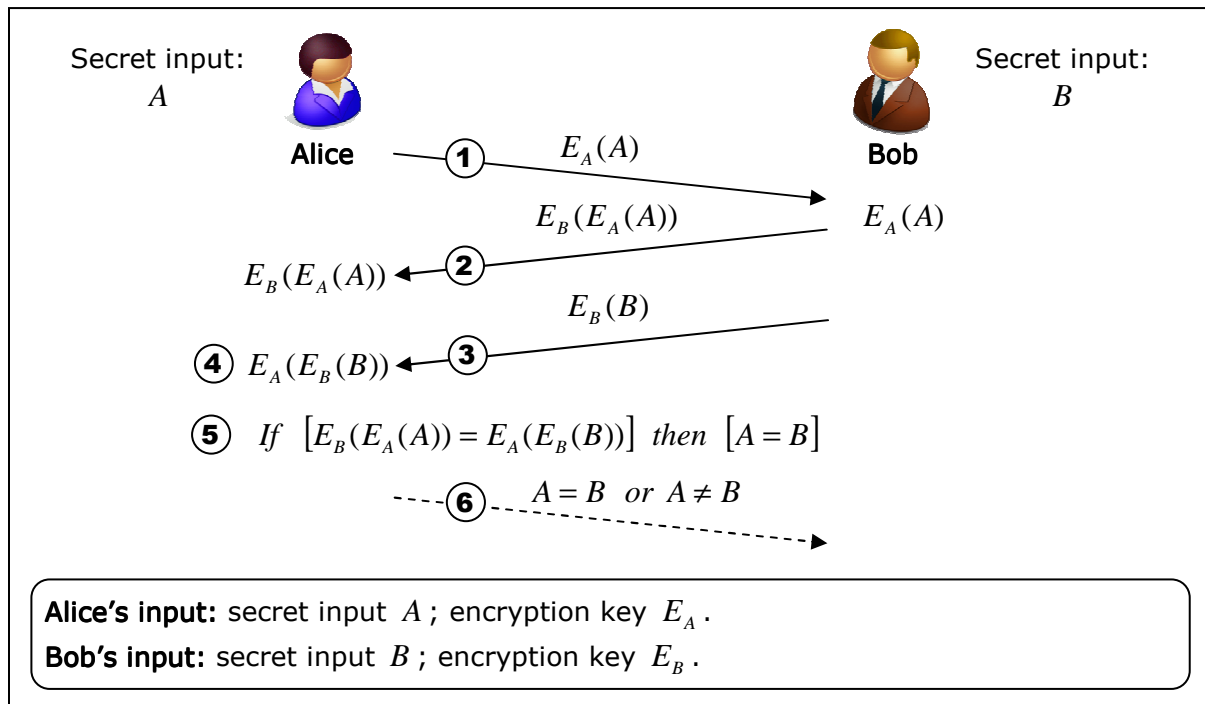 Secret input:
A
Alice
Secret input:
B
Bob
1
E_A(A)
E_A(A)
E_B(E_A(A))
2
E_B(E_A(A))
E_B(B)
3
4 E_A(E_B(B))
5 If [E_B(E_A(A)) = E_A(E_B(B))] then [A = B]
6 A = B or A ≠ B
Alice's input: secret input A ; encryption key E_A .
Bob's input: secret input B ; encryption key E_B .